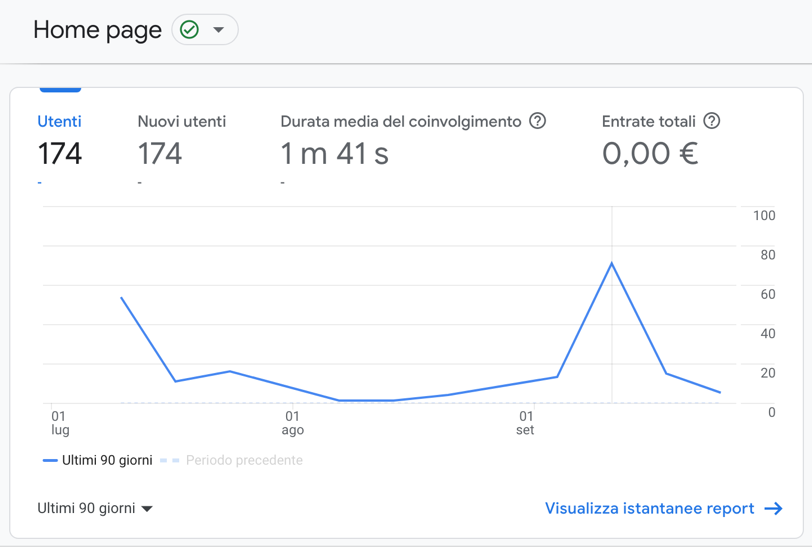 Home page
Utenti
Nuovi utenti
Durata media del coinvolgimento
Entrate totali
174
174
1 m 41 s
0,00 €
-
-
-
100
80
60
40
20
0
01
lug
01
ago
01
set
Ultimi 90 giorni
Periodo precedente
Ultimi 90 giorni
Visualizza istantanee report